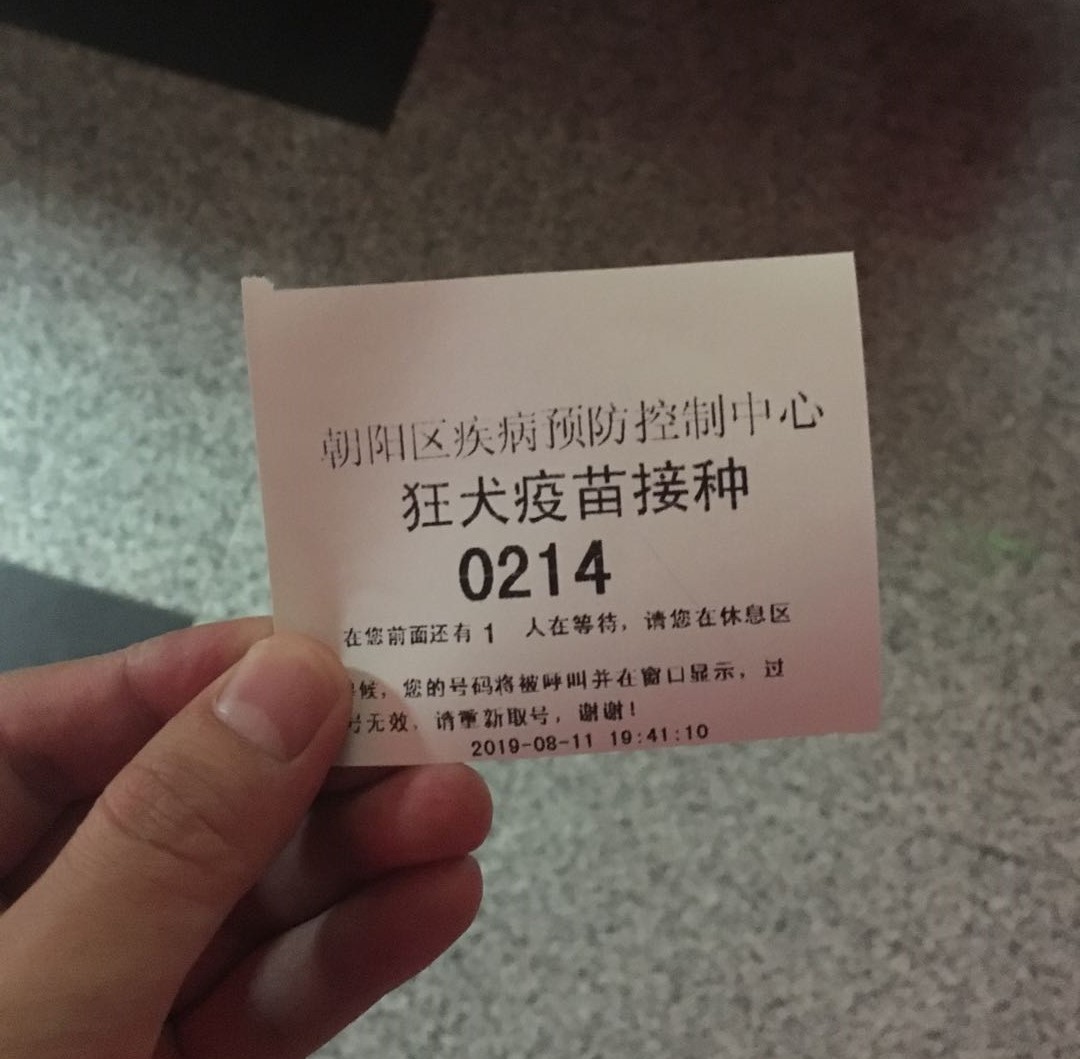 朝阳区疾病预防控制中心
狂犬疫苗接种
0214
在您前面还有 1 人在等待，请您在休息区
候，您的号码将被呼叫并在窗口显示，过
号无效，请重新取号，谢谢！
2019-08-11 19:41:10